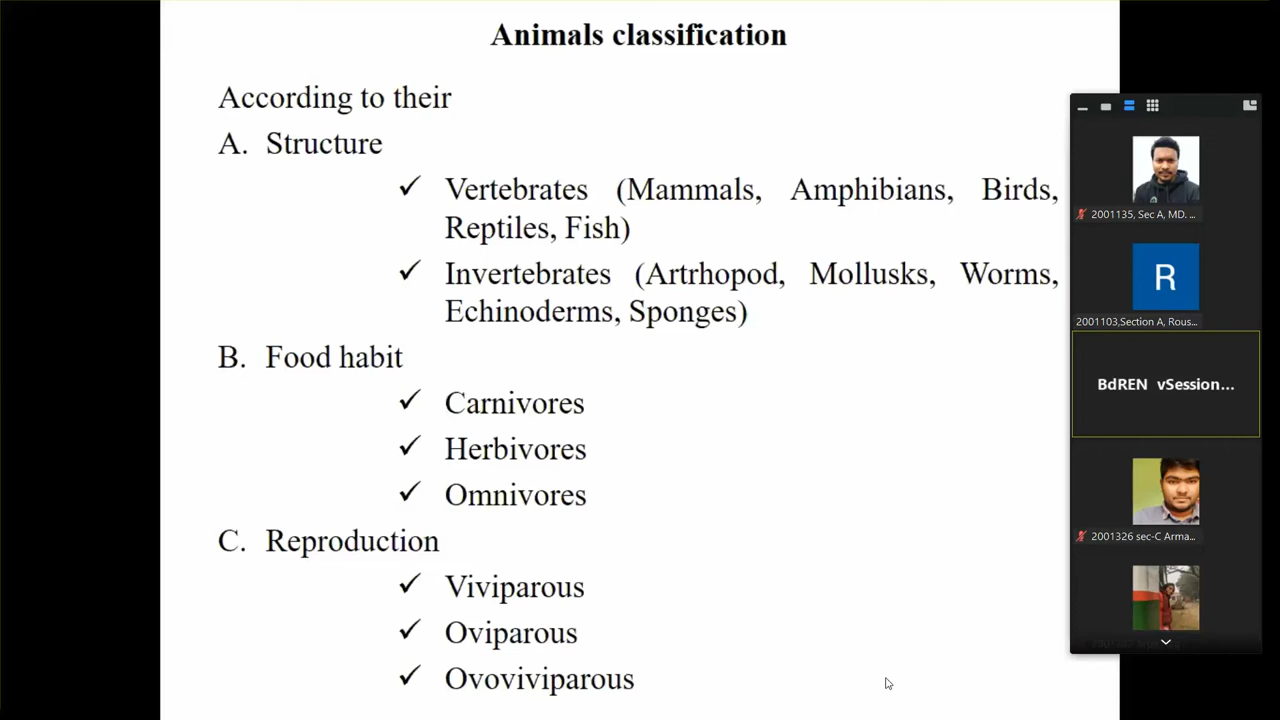 Animals classification
According to their
A. Structure
✓ Vertebrates (Mammals, Amphibians, Birds,
Reptiles, Fish)
✓ Invertebrates (Artrhopod, Mollusks, Worms,
Echinoderms, Sponges)
B. Food habit
✓ Carnivores
✓ Herbivores
✓ Omnivores
C. Reproduction
✓ Viviparous
✓ Oviparous
✓ Ovoviviparous
2001135, Sec A, MD. ...
R
2001103,Section A, Rous...
BdREN vSession...
2001326 sec-C Arma...